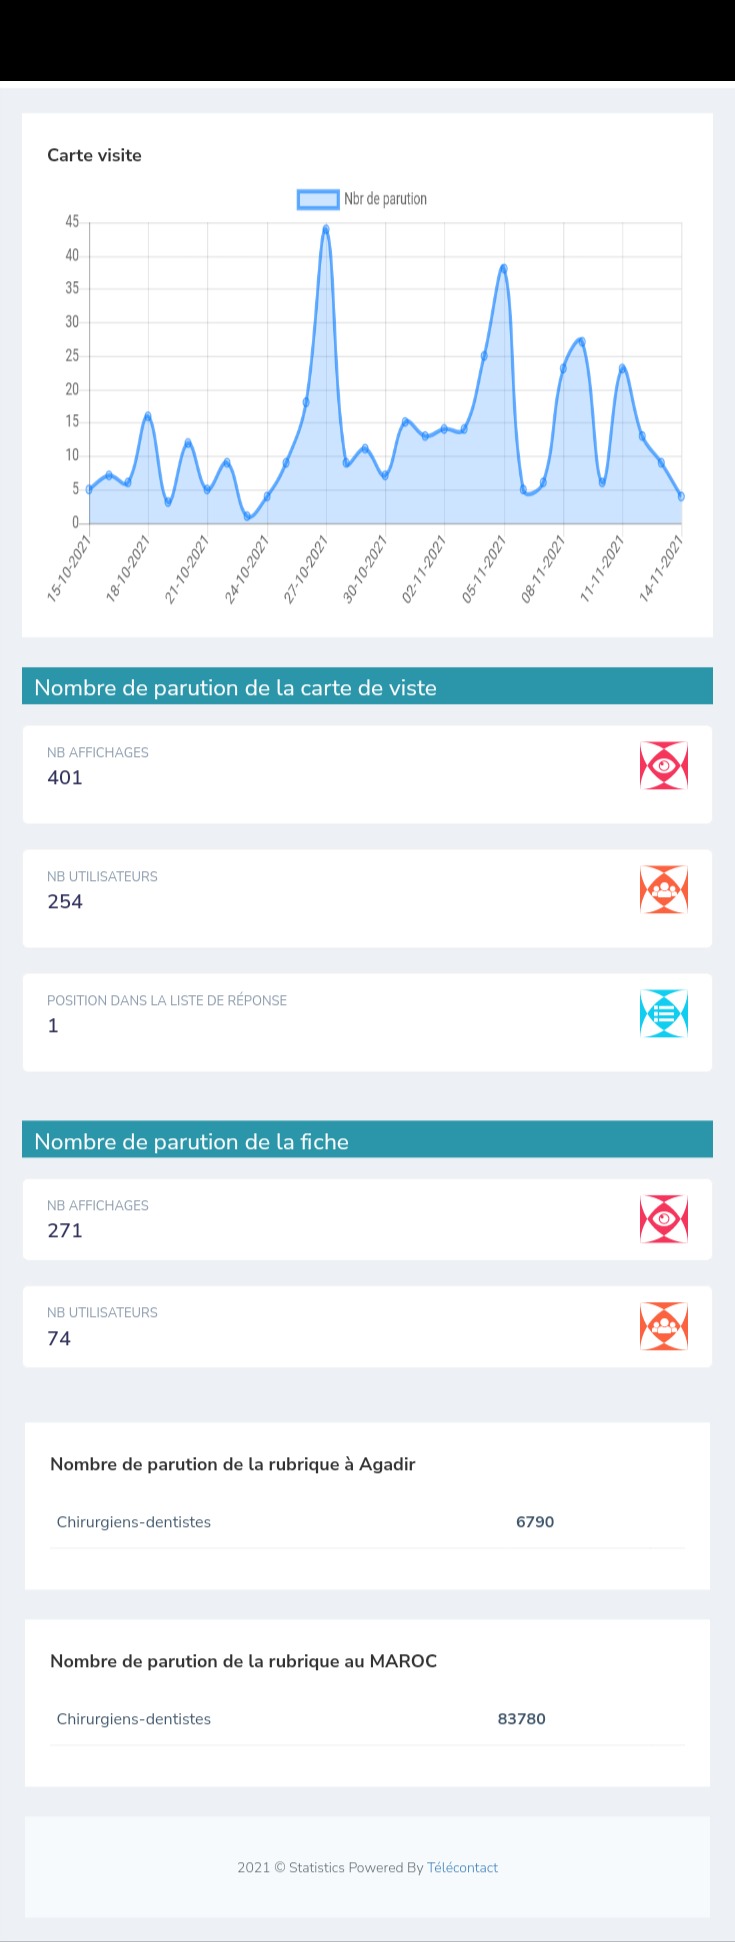 Carte visite
Nbr de parution
45
40
35
30
25
20
15
10
5
0
15-10-2021
18-10-2021
21-10-2021
24-10-2021
27-10-2021
30-10-2021
02-11-2021
05-11-2021
08-11-2021
11-11-2021
14-11-2021
Nombre de parution de la carte de viste
NB AFFICHAGES
401
NB UTILISATEURS
254
POSITION DANS LA LISTE DE RÉPONSE
1
Nombre de parution de la fiche
NB AFFICHAGES
271
NB UTILISATEURS
74
Nombre de parution de la rubrique à Agadir
Chirurgiens-dentistes 6790
Nombre de parution de la rubrique au MAROC
Chirurgiens-dentistes 83780
2021 © Statistics Powered By Télécontact